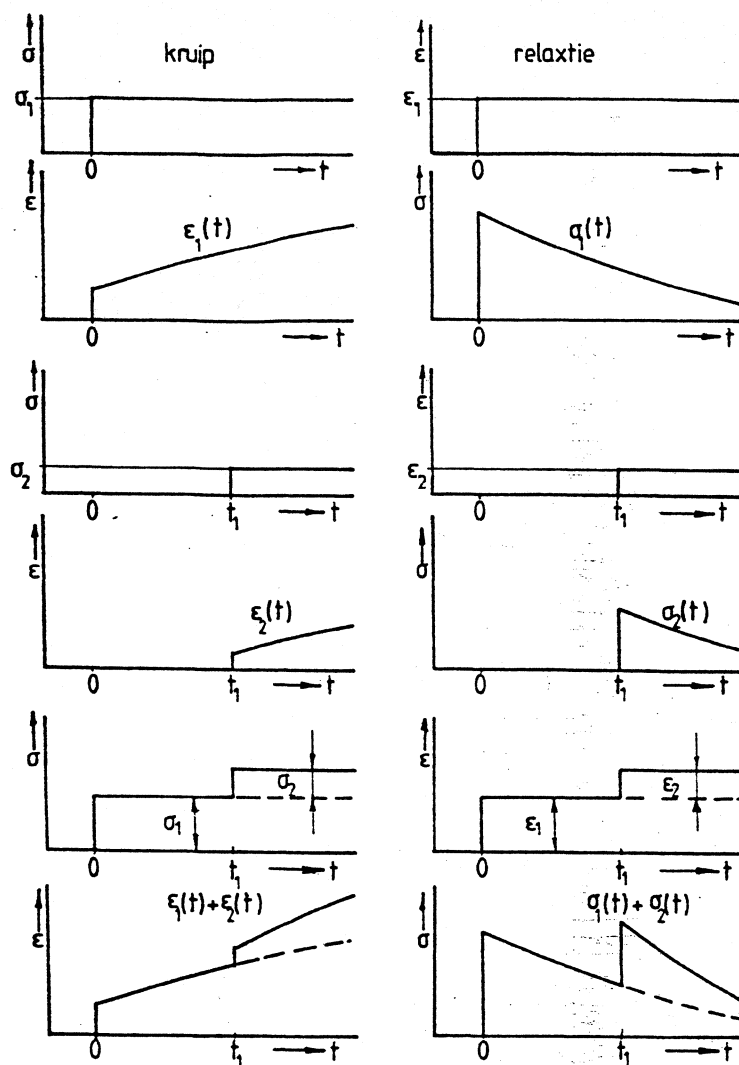 σ kruip
σ₁
0 t
ε ε₁(t)
0 t
σ
σ₂
0 t₁ t
ε ε₂(t)
0 t₁ t
σ σ₂
σ₁
0 t₁ t
ε₁(t)+ε₂(t)
ε
0 t₁ t
ε relaxtie
ε₁
0 t
σ σ₁(t)
0 t
ε
ε₂
0 t₁ t
σ σ₂(t)
0 t₁ t
ε ε₂
ε₁
0 t₁ t
σ₁(t)+σ₂(t)
σ
0 t₁ t